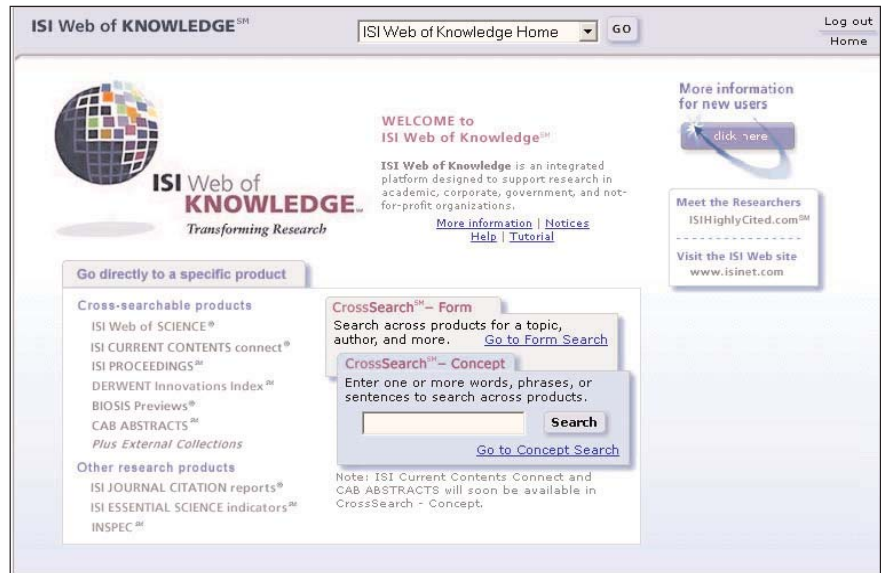 ISI Web of KNOWLEDGE℠
ISI Web of Knowledge Home
GO
Log out
Home
ISI Web of
KNOWLEDGE℠
Transforming Research
WELCOME to
ISI Web of Knowledge℠
ISI Web of Knowledge is an integrated
platform designed to support research in
academic, corporate, government, and not-
for-profit organizations.
More information | Notices
Help | Tutorial
More information
for new users
click here
Meet the Researchers
ISIHighlyCited.com℠
Visit the ISI Web site
www.isinet.com
Go directly to a specific product
Cross-searchable products
ISI Web of SCIENCE®
ISI CURRENT CONTENTS connect®
ISI PROCEEDINGS℠
DERWENT Innovations Index℠
BIOSIS Previews®
CAB ABSTRACTS℠
Plus External Collections
Other research products
ISI JOURNAL CITATION reports®
ISI ESSENTIAL SCIENCE indicators℠
INSPEC℠
CrossSearch℠– Form
Search across products for a topic,
author, and more. Go to Form Search
CrossSearch℠– Concept
Enter one or more words, phrases, or
sentences to search across products.
Search
Go to Concept Search
Note: ISI Current Contents Connect and
CAB ABSTRACTS will soon be available in
CrossSearch - Concept.